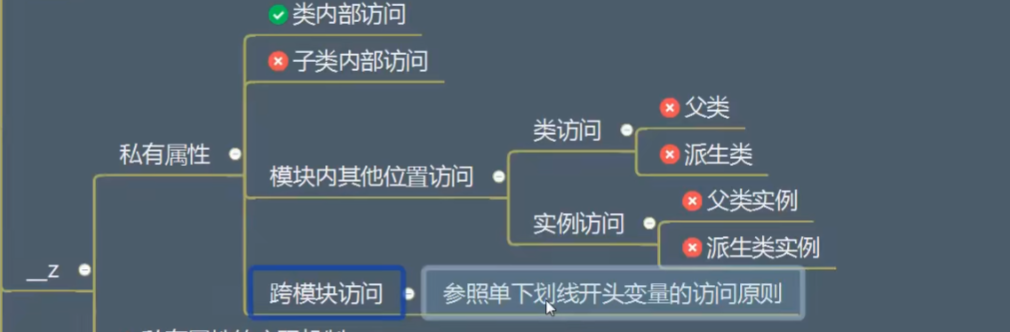 类内部访问
子类内部访问
父类
类访问
派生类
私有属性
模块内其他位置访问
父类实例
实例访问
派生类实例
__z
跨模块访问
参照单下划线开头变量的访问原则